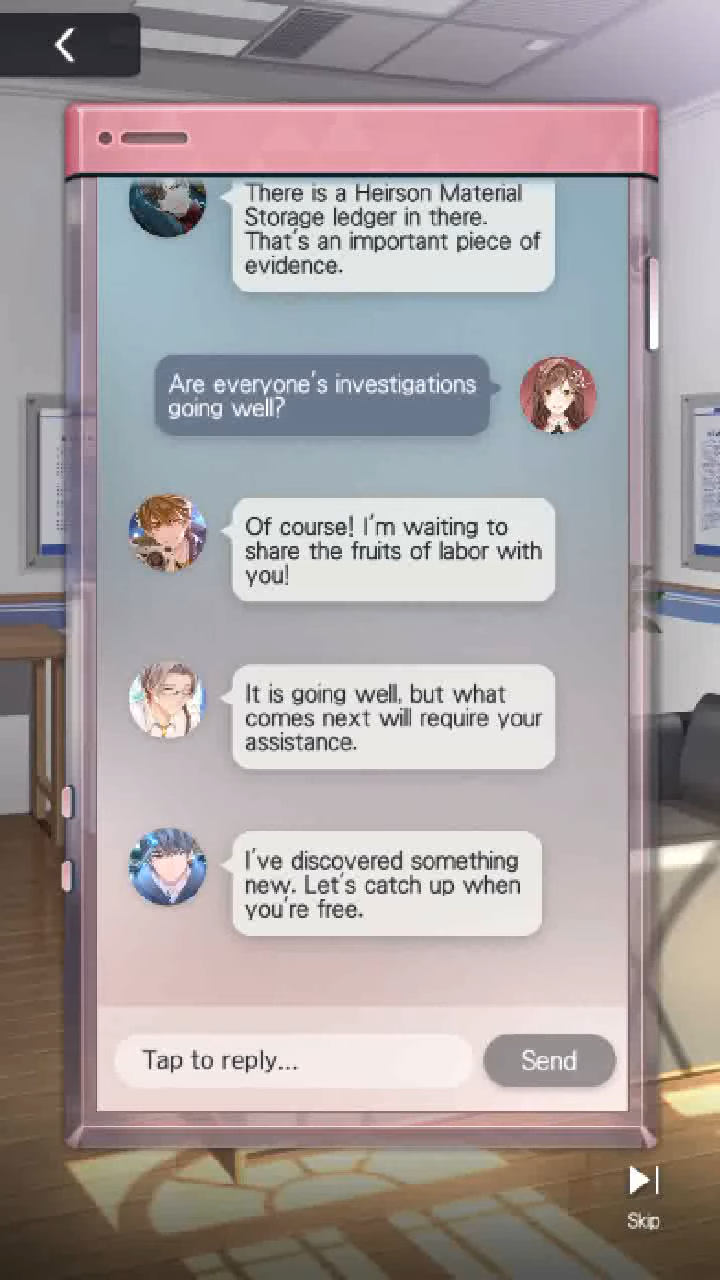 There is a Heirson Material
Storage ledger in there.
That's an important piece of
evidence.
Are everyone's investigations
going well?
Of course! I'm waiting to
share the fruits of labor with
you!
It is going well, but what
comes next will require your
assistance.
I've discovered something
new. Let's catch up when
you're free.
Tap to reply...
Send
Skip